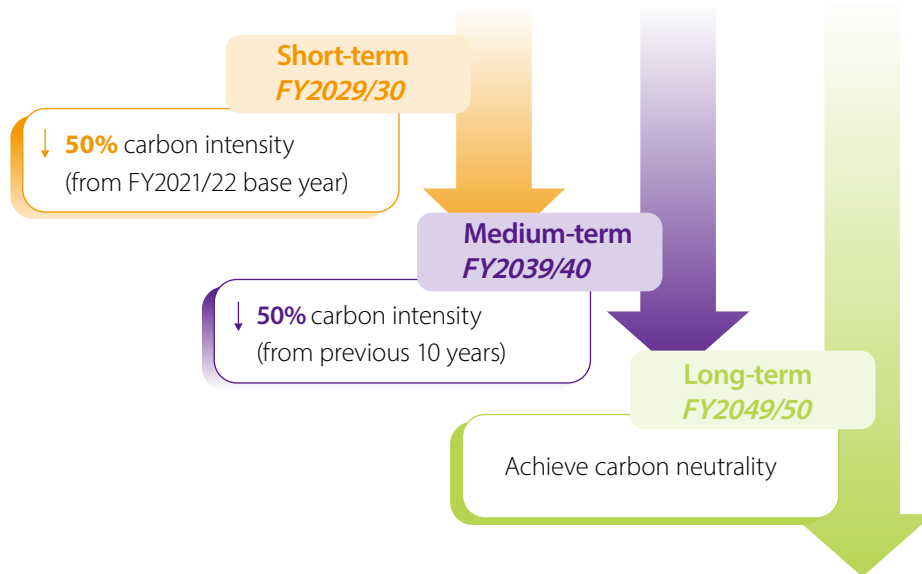 Short-term
FY2029/30
↓ 50% carbon intensity
(from FY2021/22 base year)
Medium-term
FY2039/40
↓ 50% carbon intensity
(from previous 10 years)
Long-term
FY2049/50
Achieve carbon neutrality